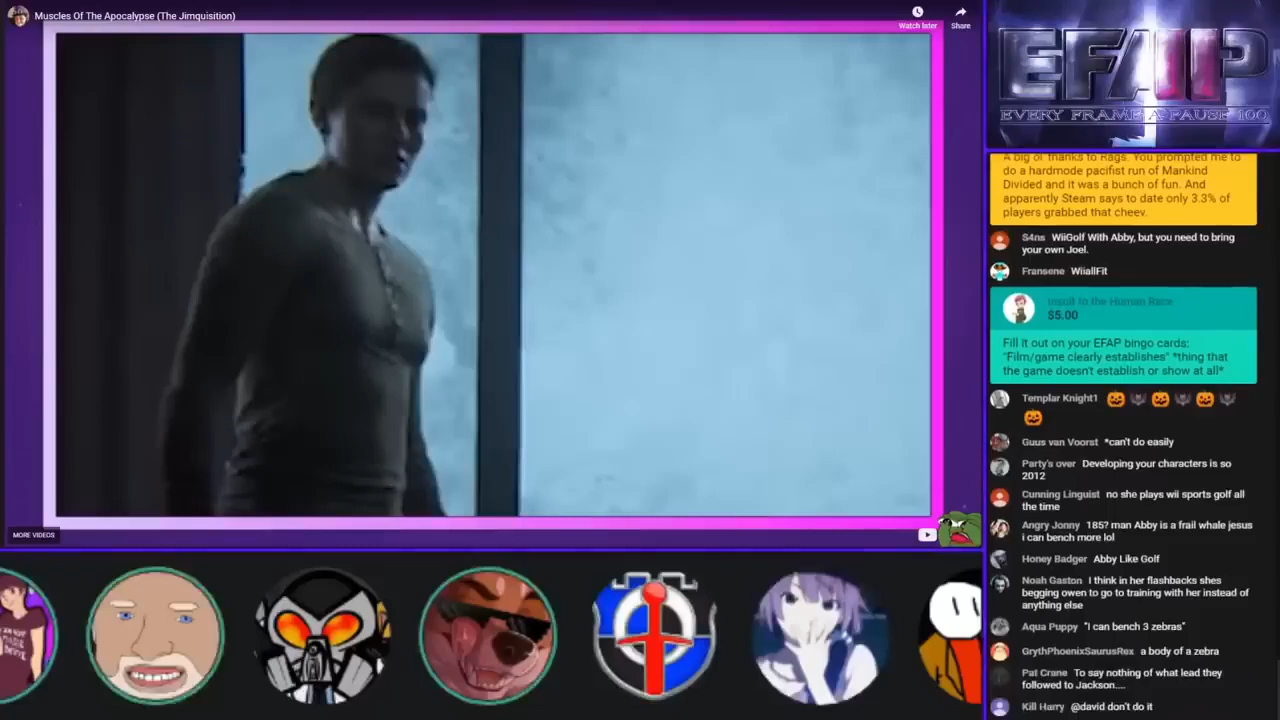 Muscles Of The Apocalypse (The Jimquisition)
Watch later
Share
MORE VIDEOS
EFAP
EVERY FRAME A PAUSE 100
A big ol' thanks to Rags. You prompted me to
do a hardmode pacifist run of Mankind
Divided and it was a bunch of fun. And
apparently Steam says to date only 3.3% of
players grabbed that cheev.
S4ns WiiGolf With Abby, but you need to bring
your own Joel.
Fransene WiiallFit
Insult to the Human Race
$5.00
Fill it out on your EFAP bingo cards:
"Film/game clearly establishes" *thing that
the game doesn't establish or show at all*
Templar Knight1
Guus van Voorst *can't do easily
Party's over Developing your characters is so
2012
Cunning Linguist no she plays wii sports golf all
the time
Angry Jonny 185? man Abby is a frail whale jesus
i can bench more lol
Honey Badger Abby Like Golf
Noah Gaston I think in her flashbacks shes
begging owen to go to training with her instead of
anything else
Aqua Puppy "I can bench 3 zebras"
GrythPhoenixSaurusRex a body of a zebra
Pat Crane To say nothing of what lead they
followed to Jackson....
Kill Harry @david don't do it